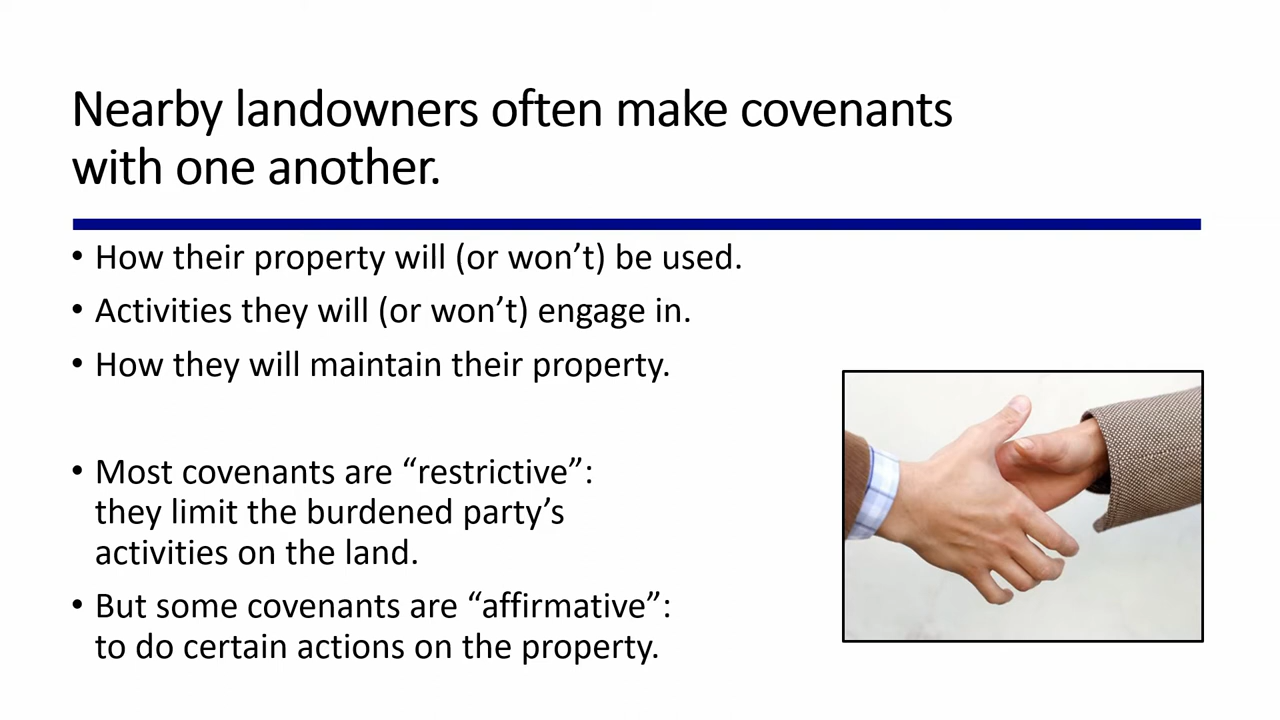 Nearby landowners often make covenants
with one another.
• How their property will (or won’t) be used.
• Activities they will (or won’t) engage in.
• How they will maintain their property.
• Most covenants are “restrictive”:
they limit the burdened party’s
activities on the land.
• But some covenants are “affirmative”:
to do certain actions on the property.